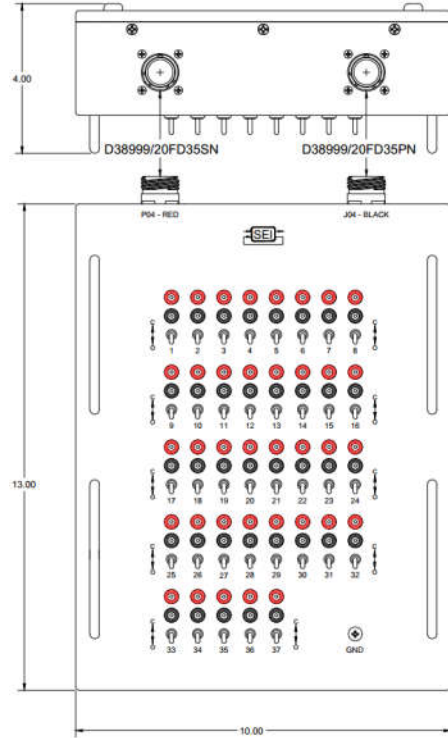 4.00
D38999/20FD35SN D38999/20FD35PN
P04 - RED J04 - BLACK
SEI
C C
O O
1 2 3 4 5 6 7 8
C C
O O
9 10 11 12 13 14 15 16
13.00
C C
O O
17 18 19 20 21 22 23 24
C C
O O
25 26 27 28 29 30 31 32
C C
O O
33 34 35 36 37
GND
10.00